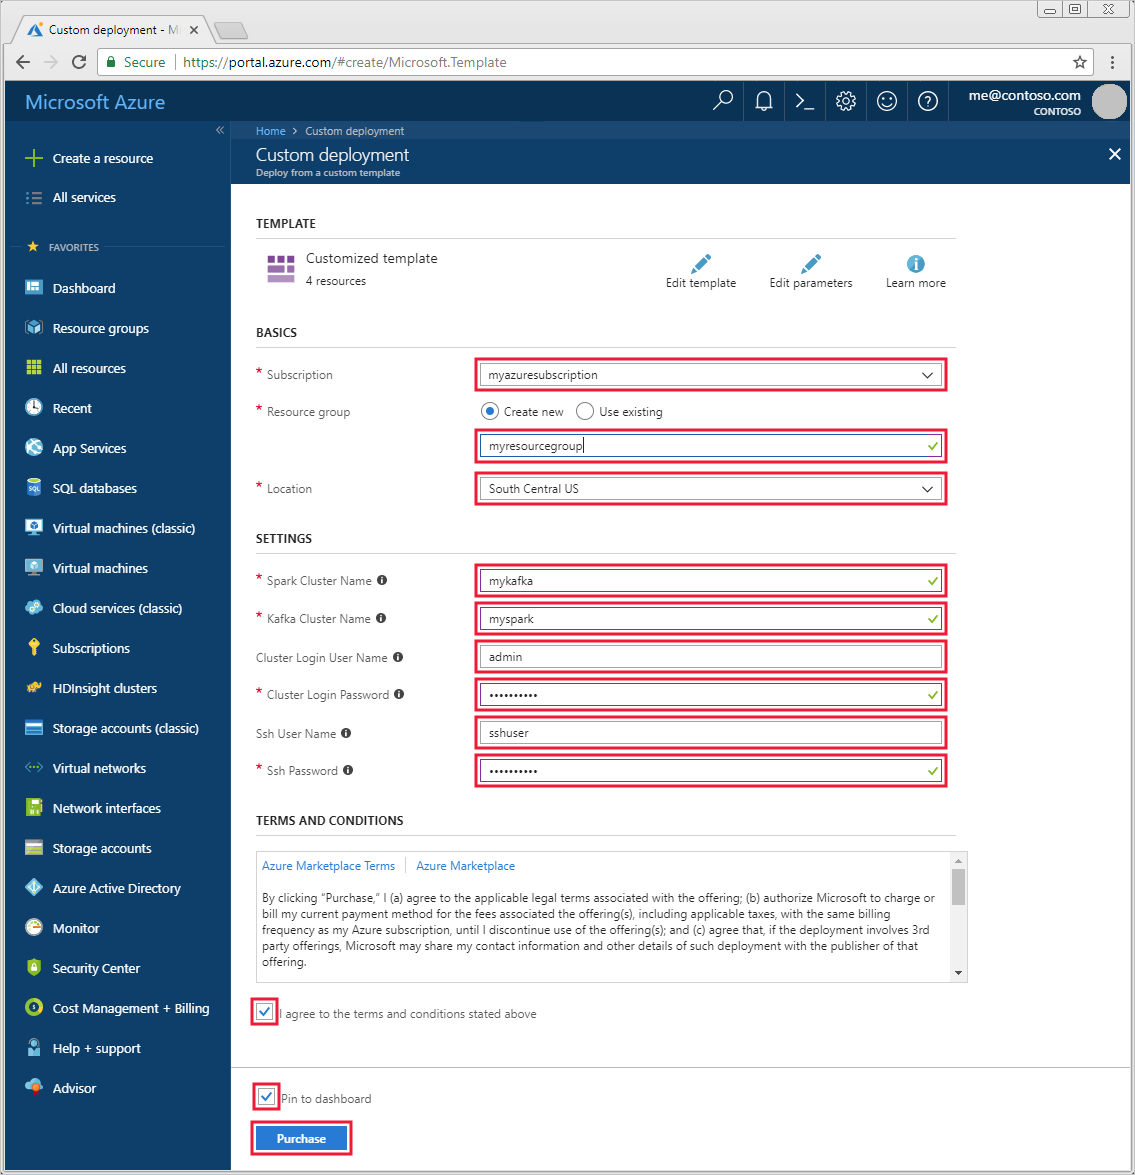 Custom deployment - M
Secure https://portal.azure.com/#create/Microsoft.Template
Microsoft Azure
me@contoso.com
CONTOSO
Home > Custom deployment
Custom deployment
Deploy from a custom template
Create a resource
All services
FAVORITES
Dashboard
Resource groups
All resources
Recent
App Services
SQL databases
Virtual machines (classic)
Virtual machines
Cloud services (classic)
Subscriptions
HDInsight clusters
Storage accounts (classic)
Virtual networks
Network interfaces
Storage accounts
Azure Active Directory
Monitor
Security Center
Cost Management + Billing
Help + support
Advisor
TEMPLATE
Customized template
4 resources
Edit template
Edit parameters
Learn more
BASICS
* Subscription myazuresubscription
* Resource group Create new Use existing
myresourcegroup
* Location South Central US
SETTINGS
* Spark Cluster Name mykafka
* Kafka Cluster Name myspark
Cluster Login User Name admin
* Cluster Login Password ••••••••••
Ssh User Name sshuser
* Ssh Password ••••••••••
TERMS AND CONDITIONS
Azure Marketplace Terms | Azure Marketplace
By clicking “Purchase,” I (a) agree to the applicable legal terms associated with the offering; (b) authorize Microsoft to charge or
bill my current payment method for the fees associated the offering(s), including applicable taxes, with the same billing
frequency as my Azure subscription, until I discontinue use of the offering(s); and (c) agree that, if the deployment involves 3rd
party offerings, Microsoft may share my contact information and other details of such deployment with the publisher of that
offering.
I agree to the terms and conditions stated above
Pin to dashboard
Purchase